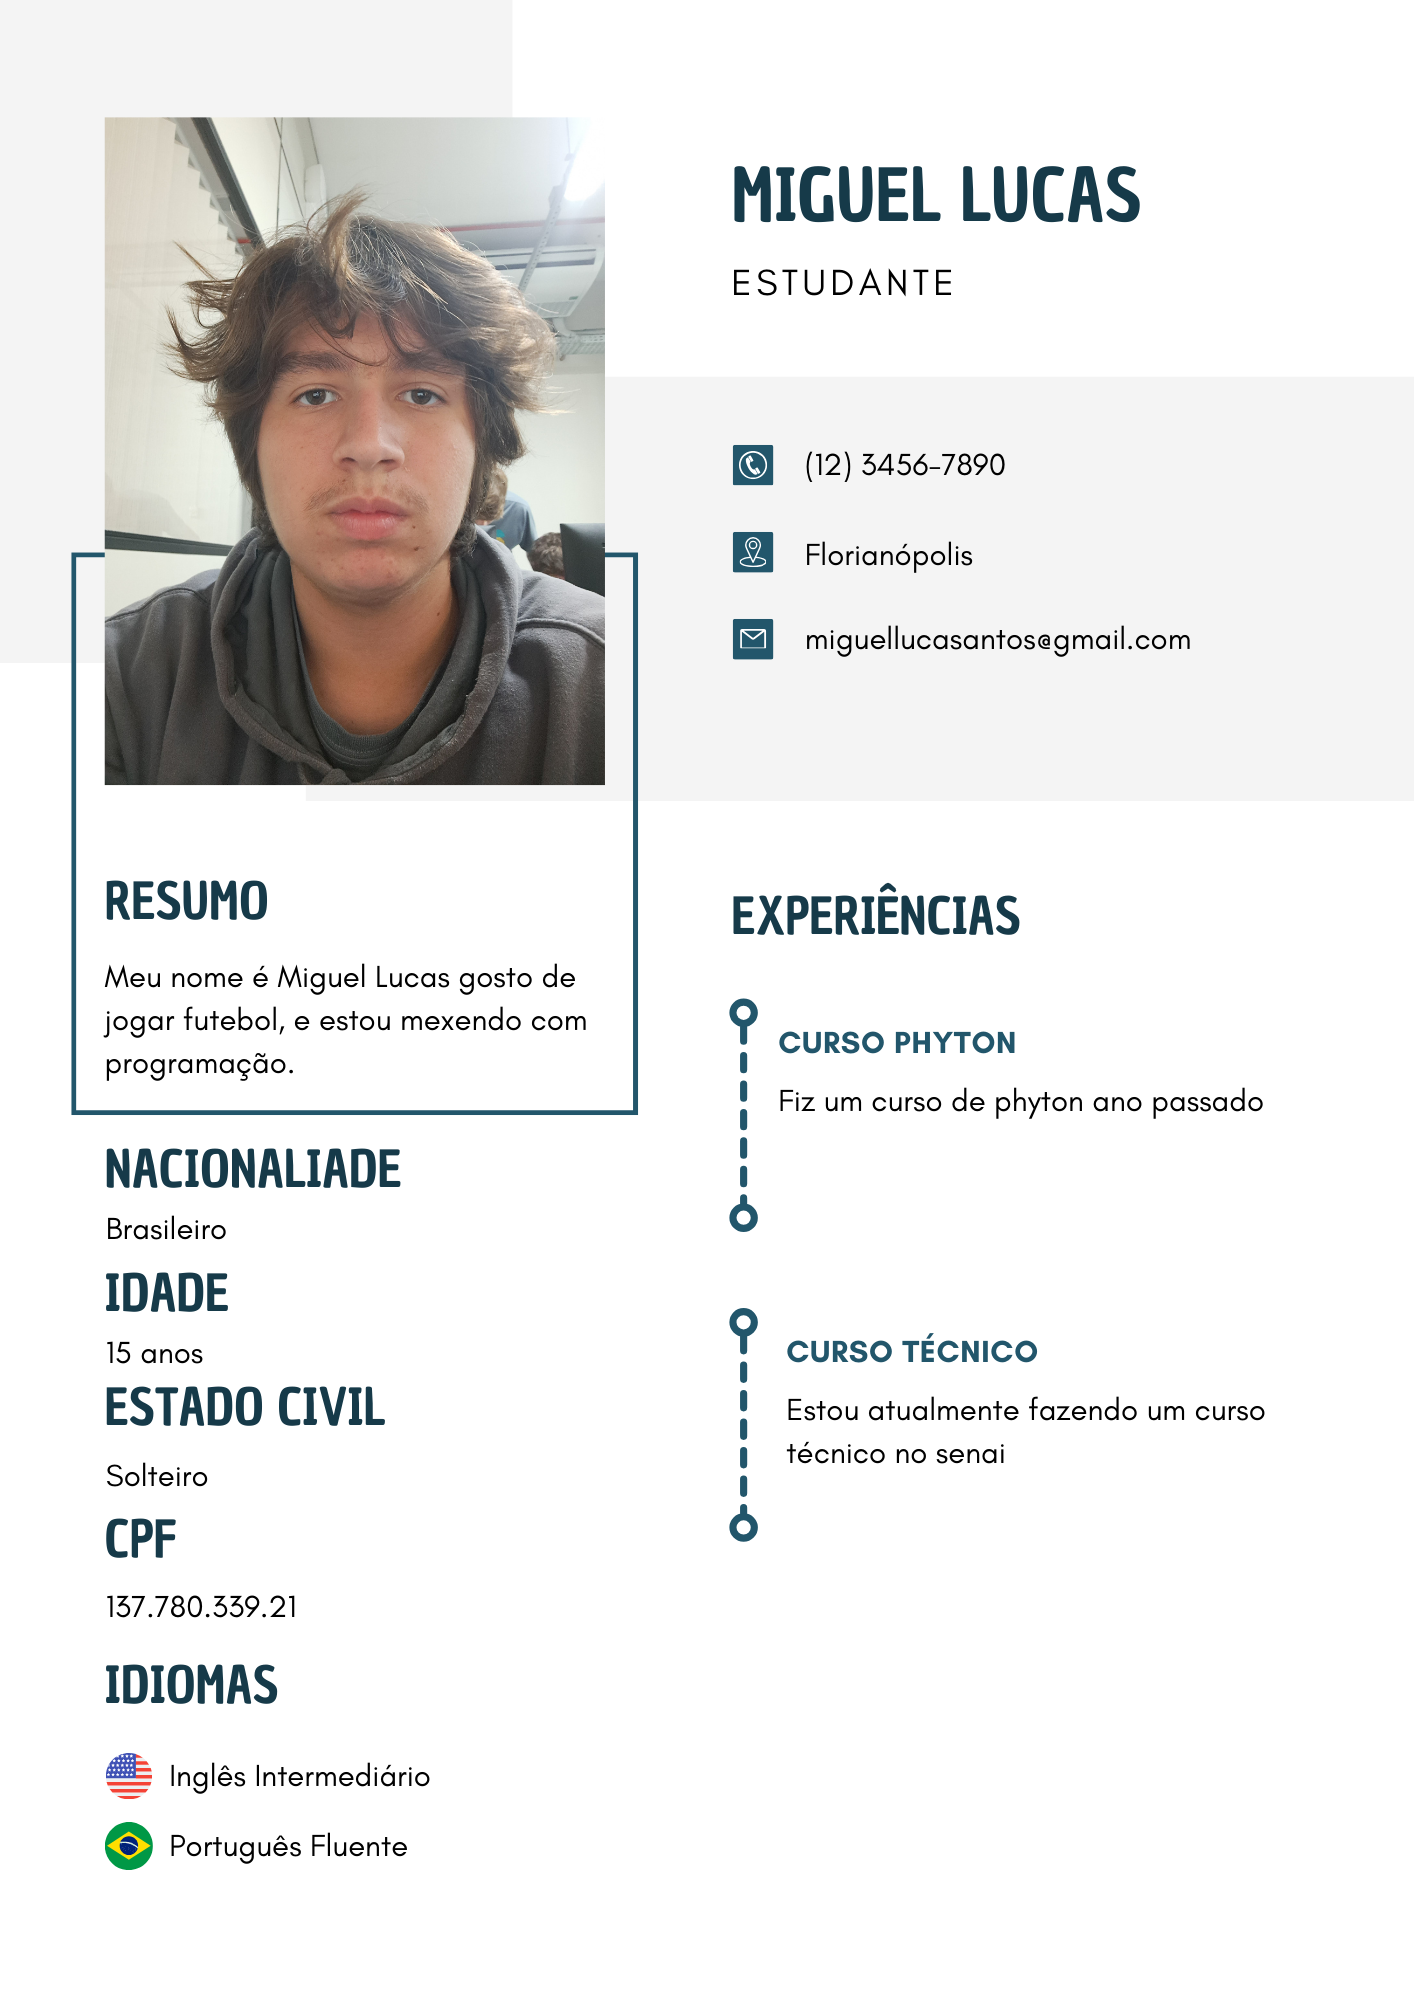 MIGUEL LUCAS
ESTUDANTE
(12) 3456-7890
Florianópolis
miguellucasantos@gmail.com
RESUMO
Meu nome é Miguel Lucas gosto de
jogar futebol, e estou mexendo com
programação.
NACIONALIADE
Brasileiro
IDADE
15 anos
ESTADO CIVIL
Solteiro
CPF
137.780.339.21
IDIOMAS
Inglês Intermediário
Português Fluente
EXPERIÊNCIAS
CURSO PHYTON
Fiz um curso de phyton ano passado
CURSO TÉCNICO
Estou atualmente fazendo um curso
técnico no senai